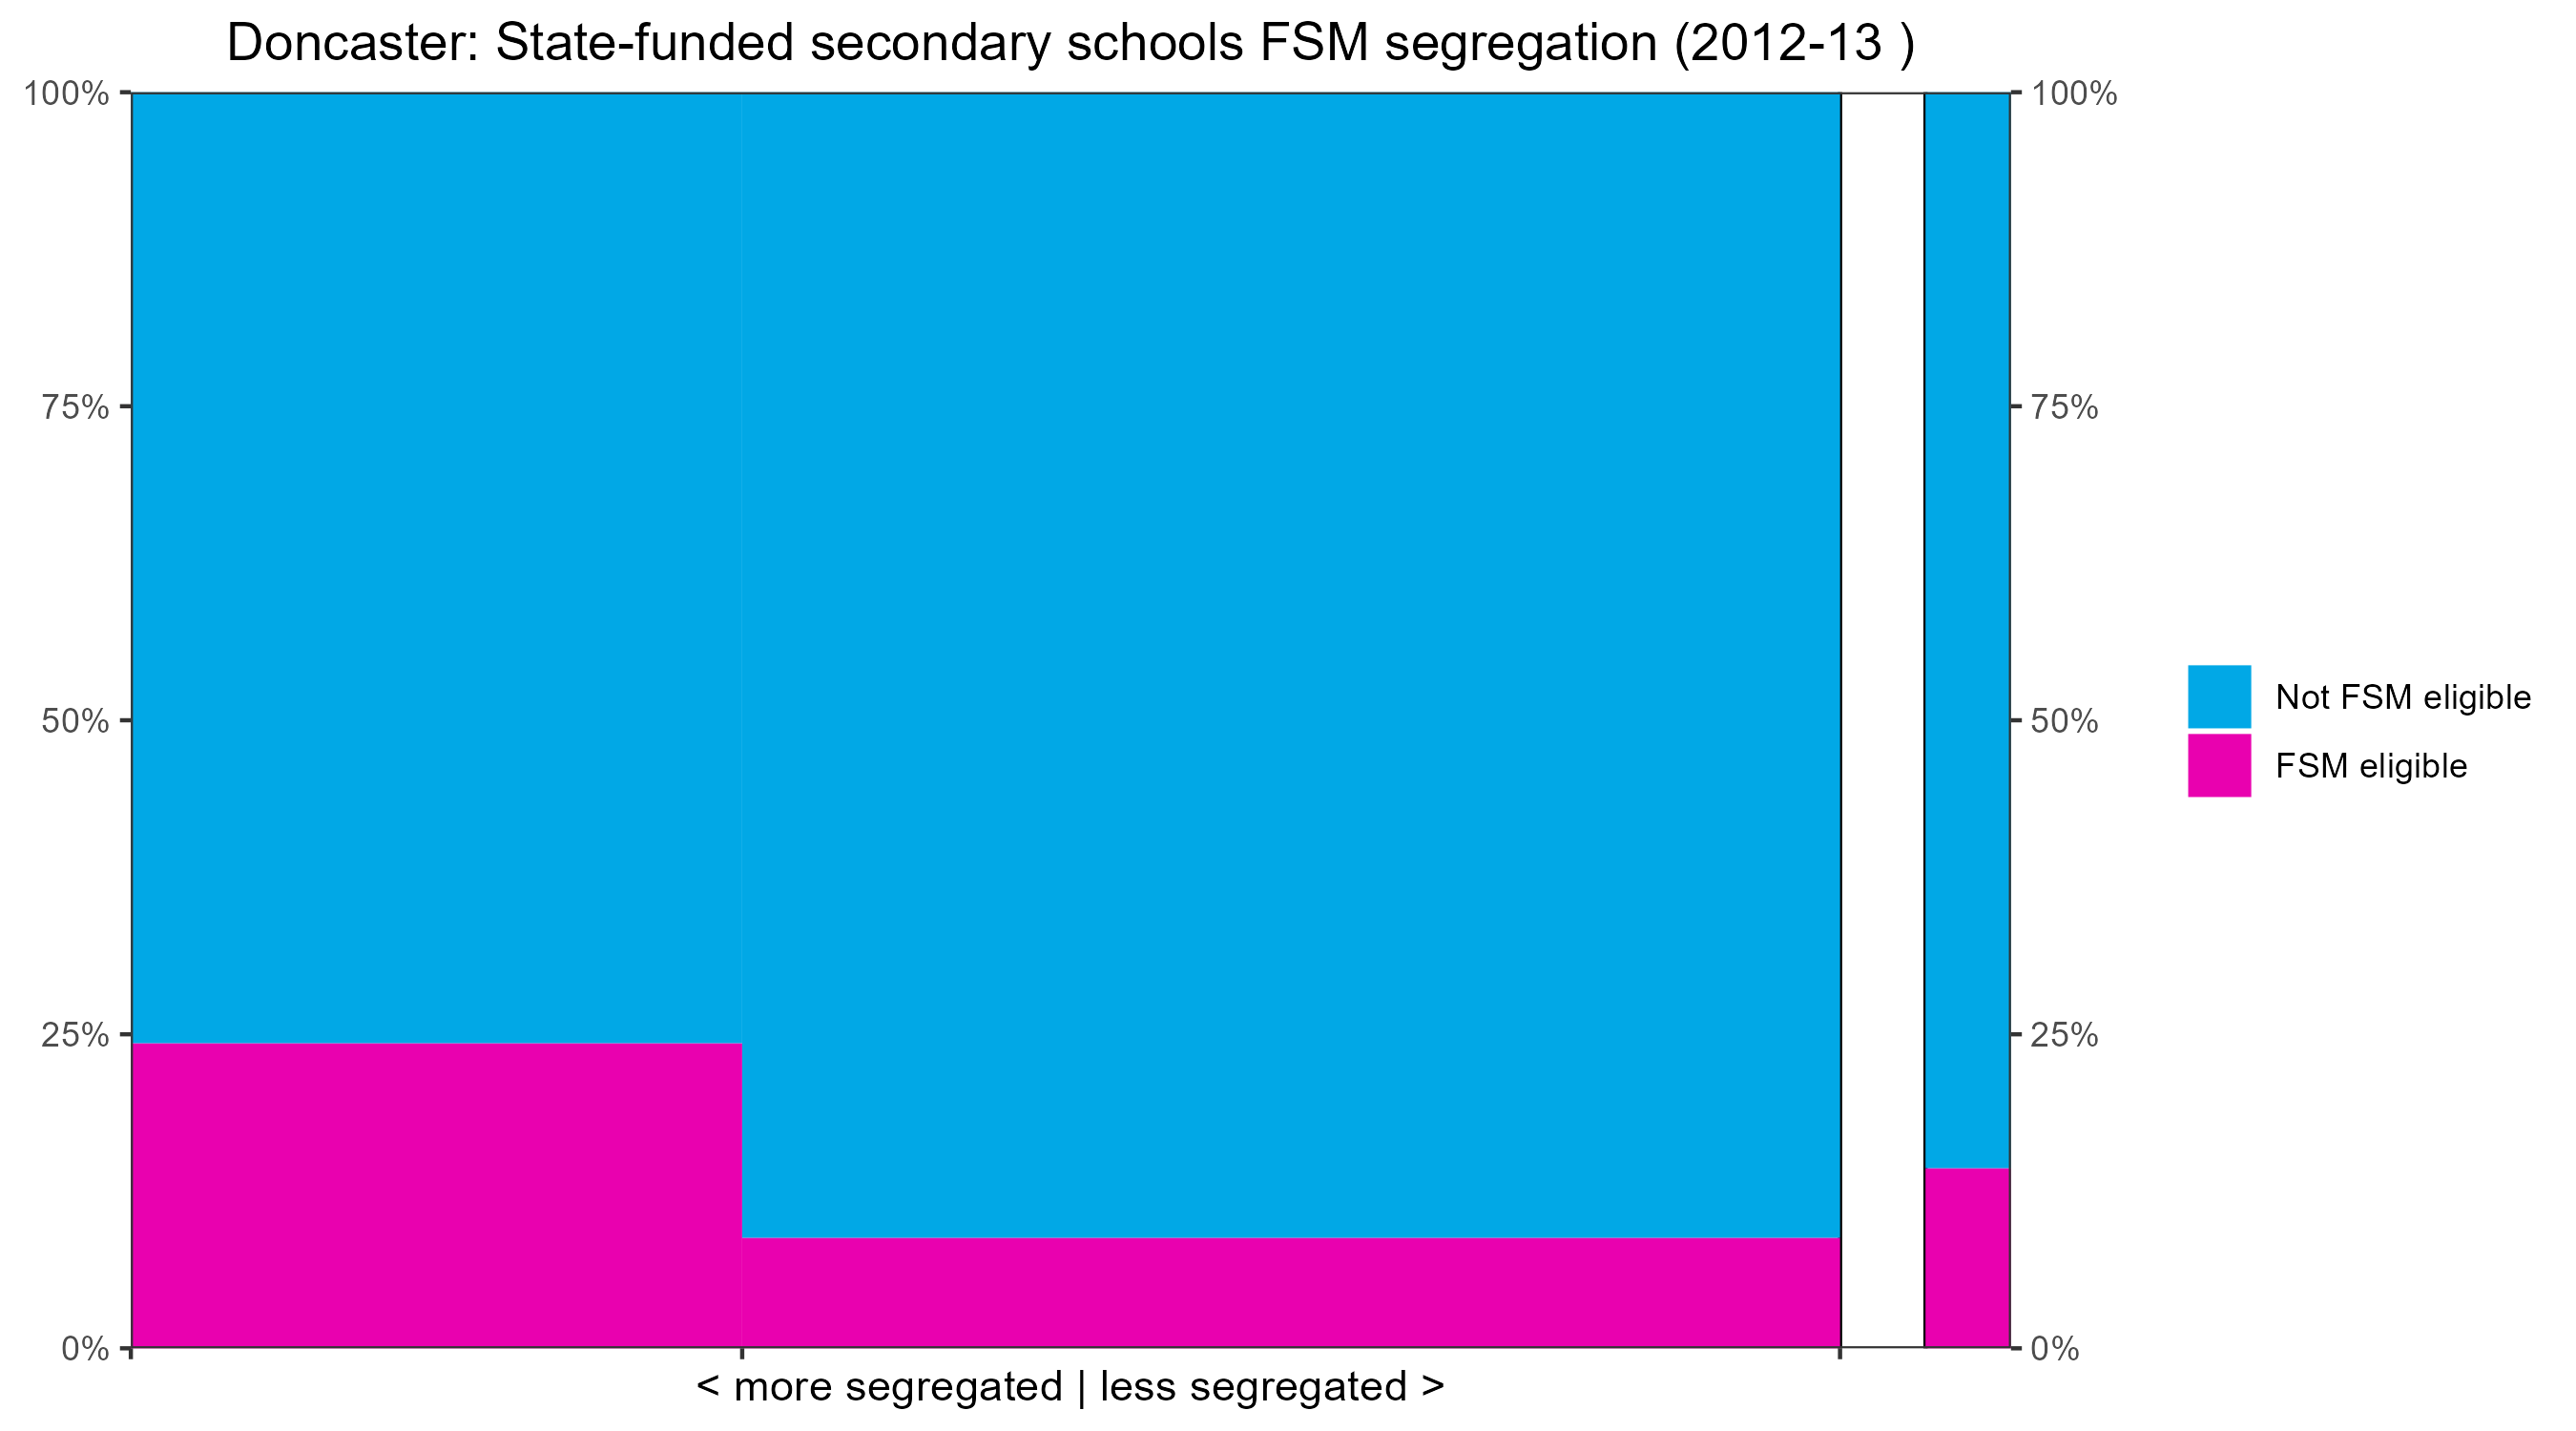 Doncaster: State-funded secondary schools FSM segregation (2012-13 )
100%
75%
50%
25%
0%
100%
75%
50%
25%
0%
Not FSM eligible
FSM eligible
< more segregated | less segregated >